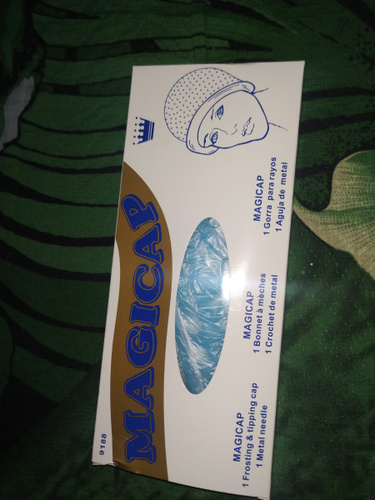 9188
MAGICAP
MAGICAP
1 Frosting & tipping cap
1 Metal needle
MAGICAP
1 Bonnet à mèches
1 Crochet de metal
MAGICAP
1 Gorra para rayos
1 Aguja de metal